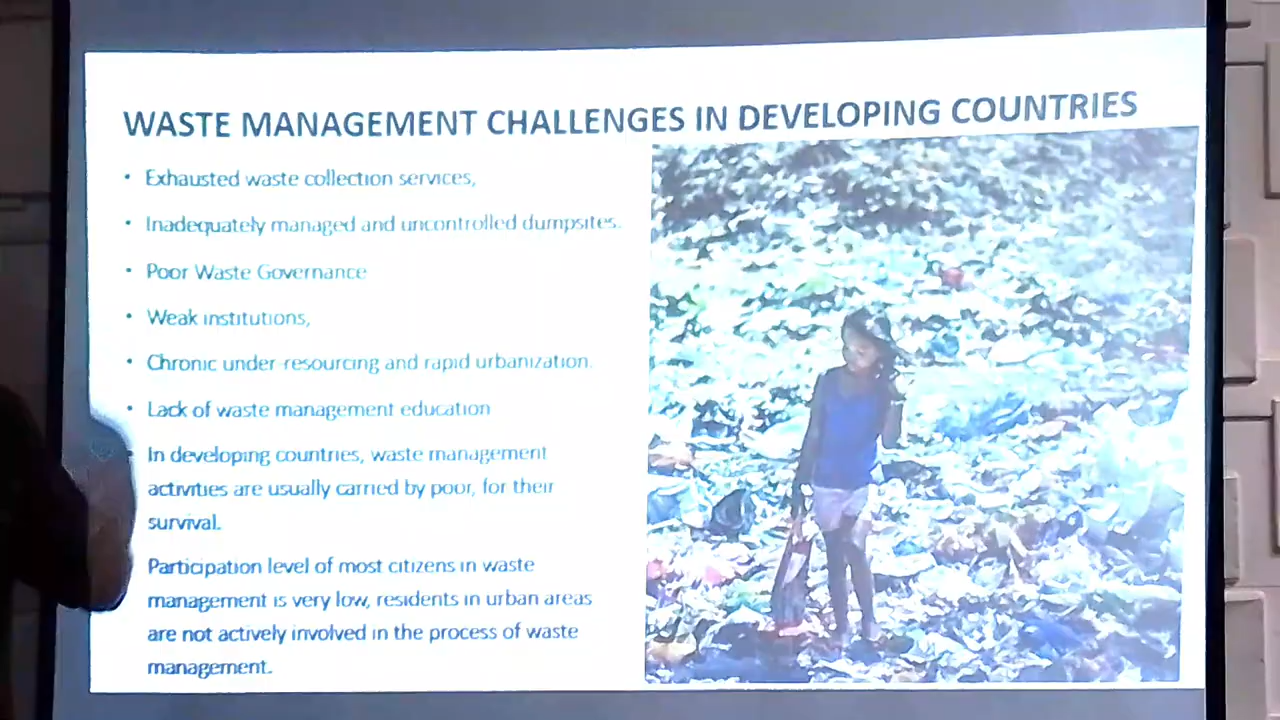 WASTE MANAGEMENT CHALLENGES IN DEVELOPING COUNTRIES
• Exhausted waste collection services,
• Inadequately managed and uncontrolled dumpsites.
• Poor Waste Governance
• Weak institutions,
• Chronic under-resourcing and rapid urbanization.
• Lack of waste management education
In developing countries, waste management
activities are usually carried by poor, for their
survival.
Participation level of most citizens in waste
management is very low, residents in urban areas
are not actively involved in the process of waste
management.